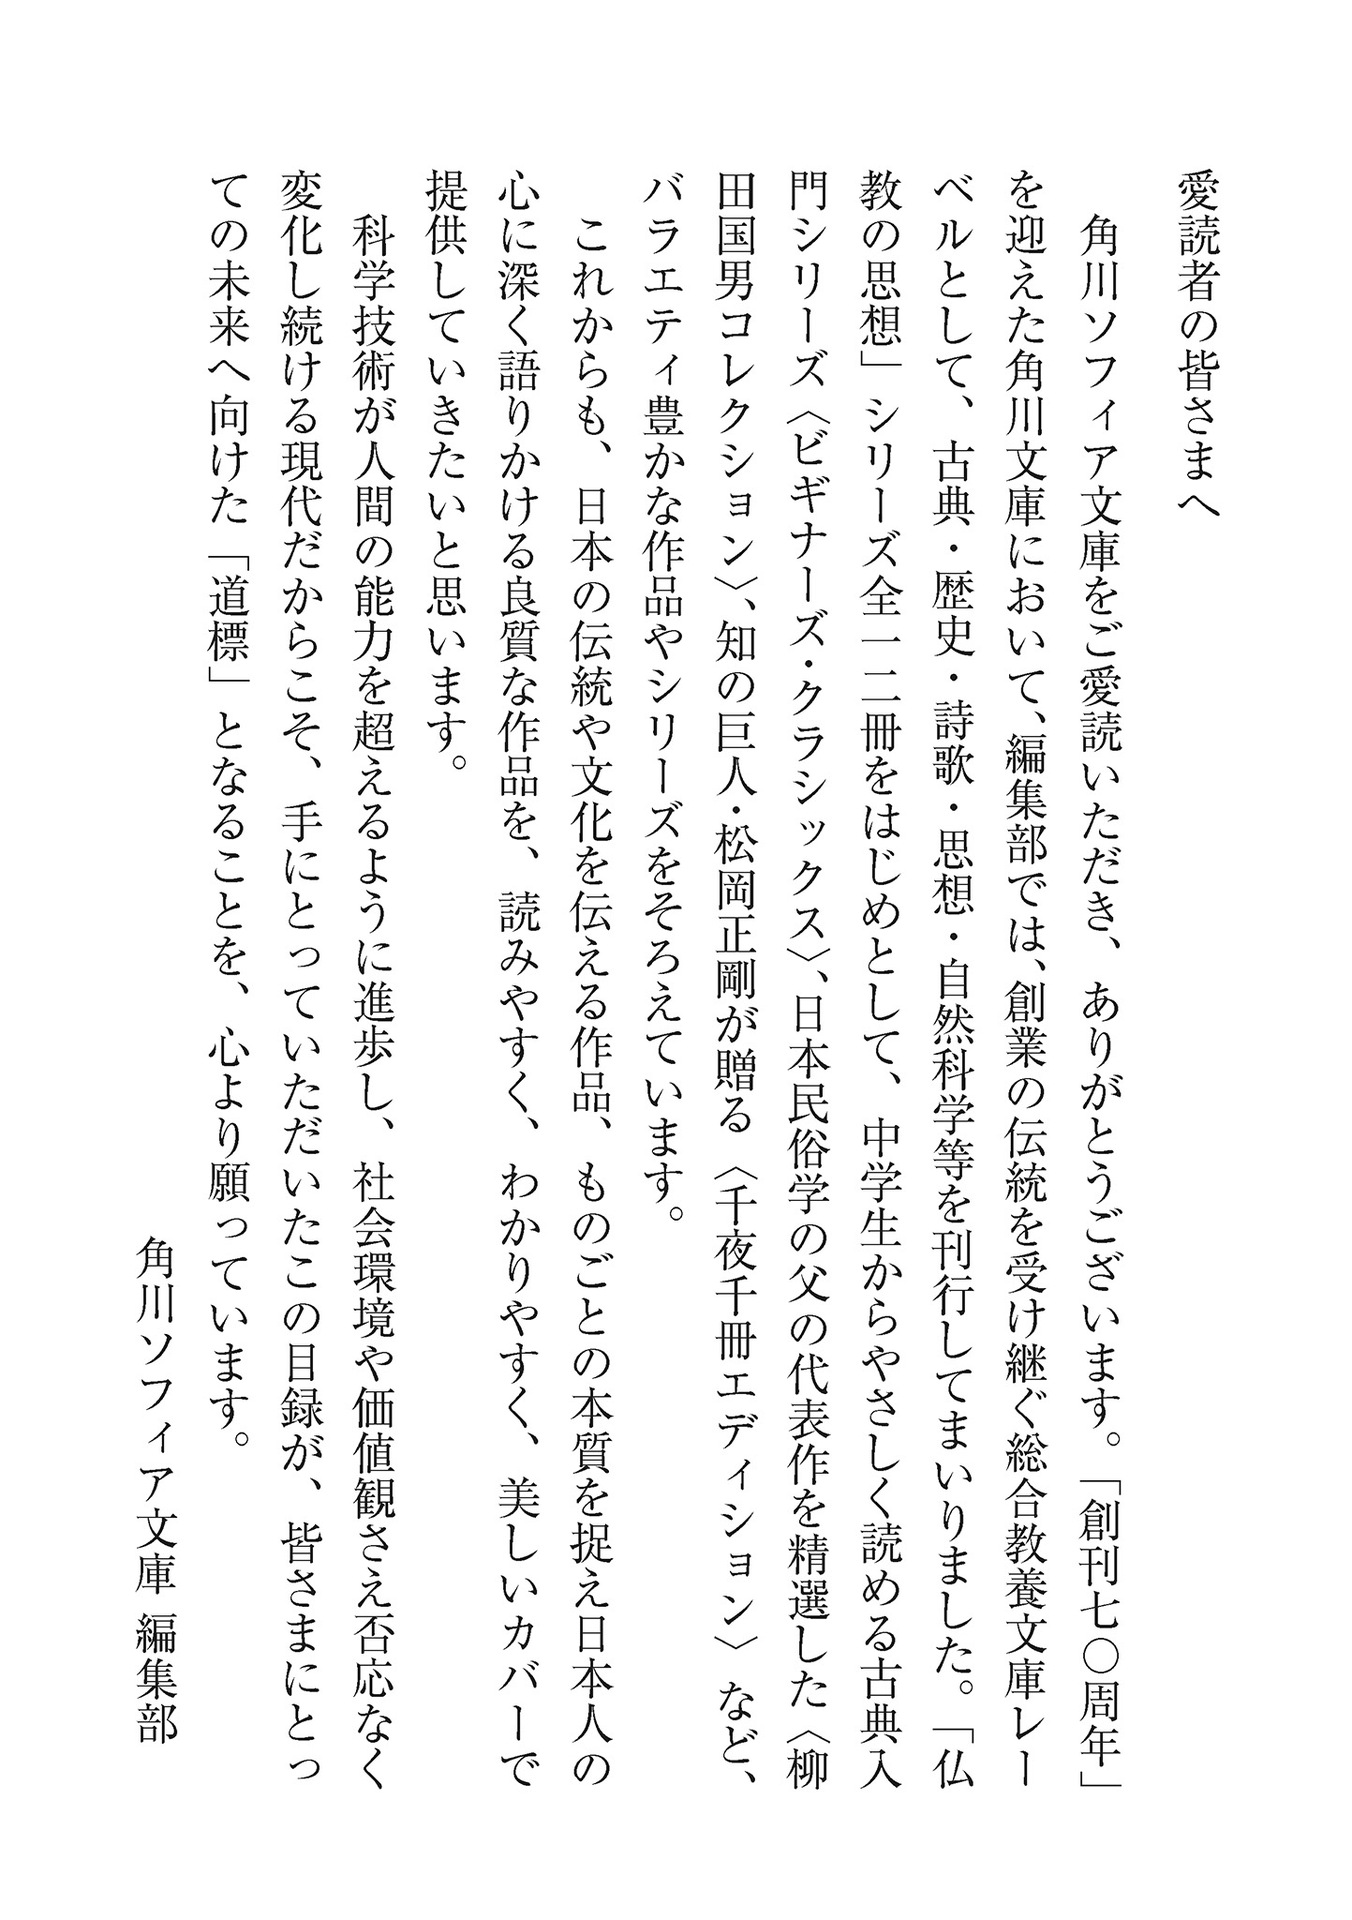 愛読者の皆さまへ
角川ソフィア文庫をご愛読いただき、ありがとうございます。「創刊七〇周年」
を迎えた角川文庫において、編集部では、創業の伝統を受け継ぐ総合教養文庫レー
ベルとして、古典・歴史・詩歌・思想・自然科学等を刊行してまいりました。「仏
教の思想」シリーズ全一二冊をはじめとして、中学生からやさしく読める古典入
門シリーズ〈ビギナーズ・クラシックス〉、日本民俗学の父の代表作を精選した〈柳
田国男コレクション〉、知の巨人・松岡正剛が贈る〈千夜千冊エディション〉など、
バラエティ豊かな作品やシリーズをそろえています。
これからも、日本の伝統や文化を伝える作品、ものごとの本質を捉え日本人の
心に深く語りかける良質な作品を、読みやすく、わかりやすく、美しいカバーで
提供していきたいと思います。
科学技術が人間の能力を超えるように進歩し、社会環境や価値観さえ否応なく
変化し続ける現代だからこそ、手にとっていただいたこの目録が、皆さまにとっ
ての未来へ向けた「道標」となることを、心より願っています。
角川ソフィア文庫 編集部